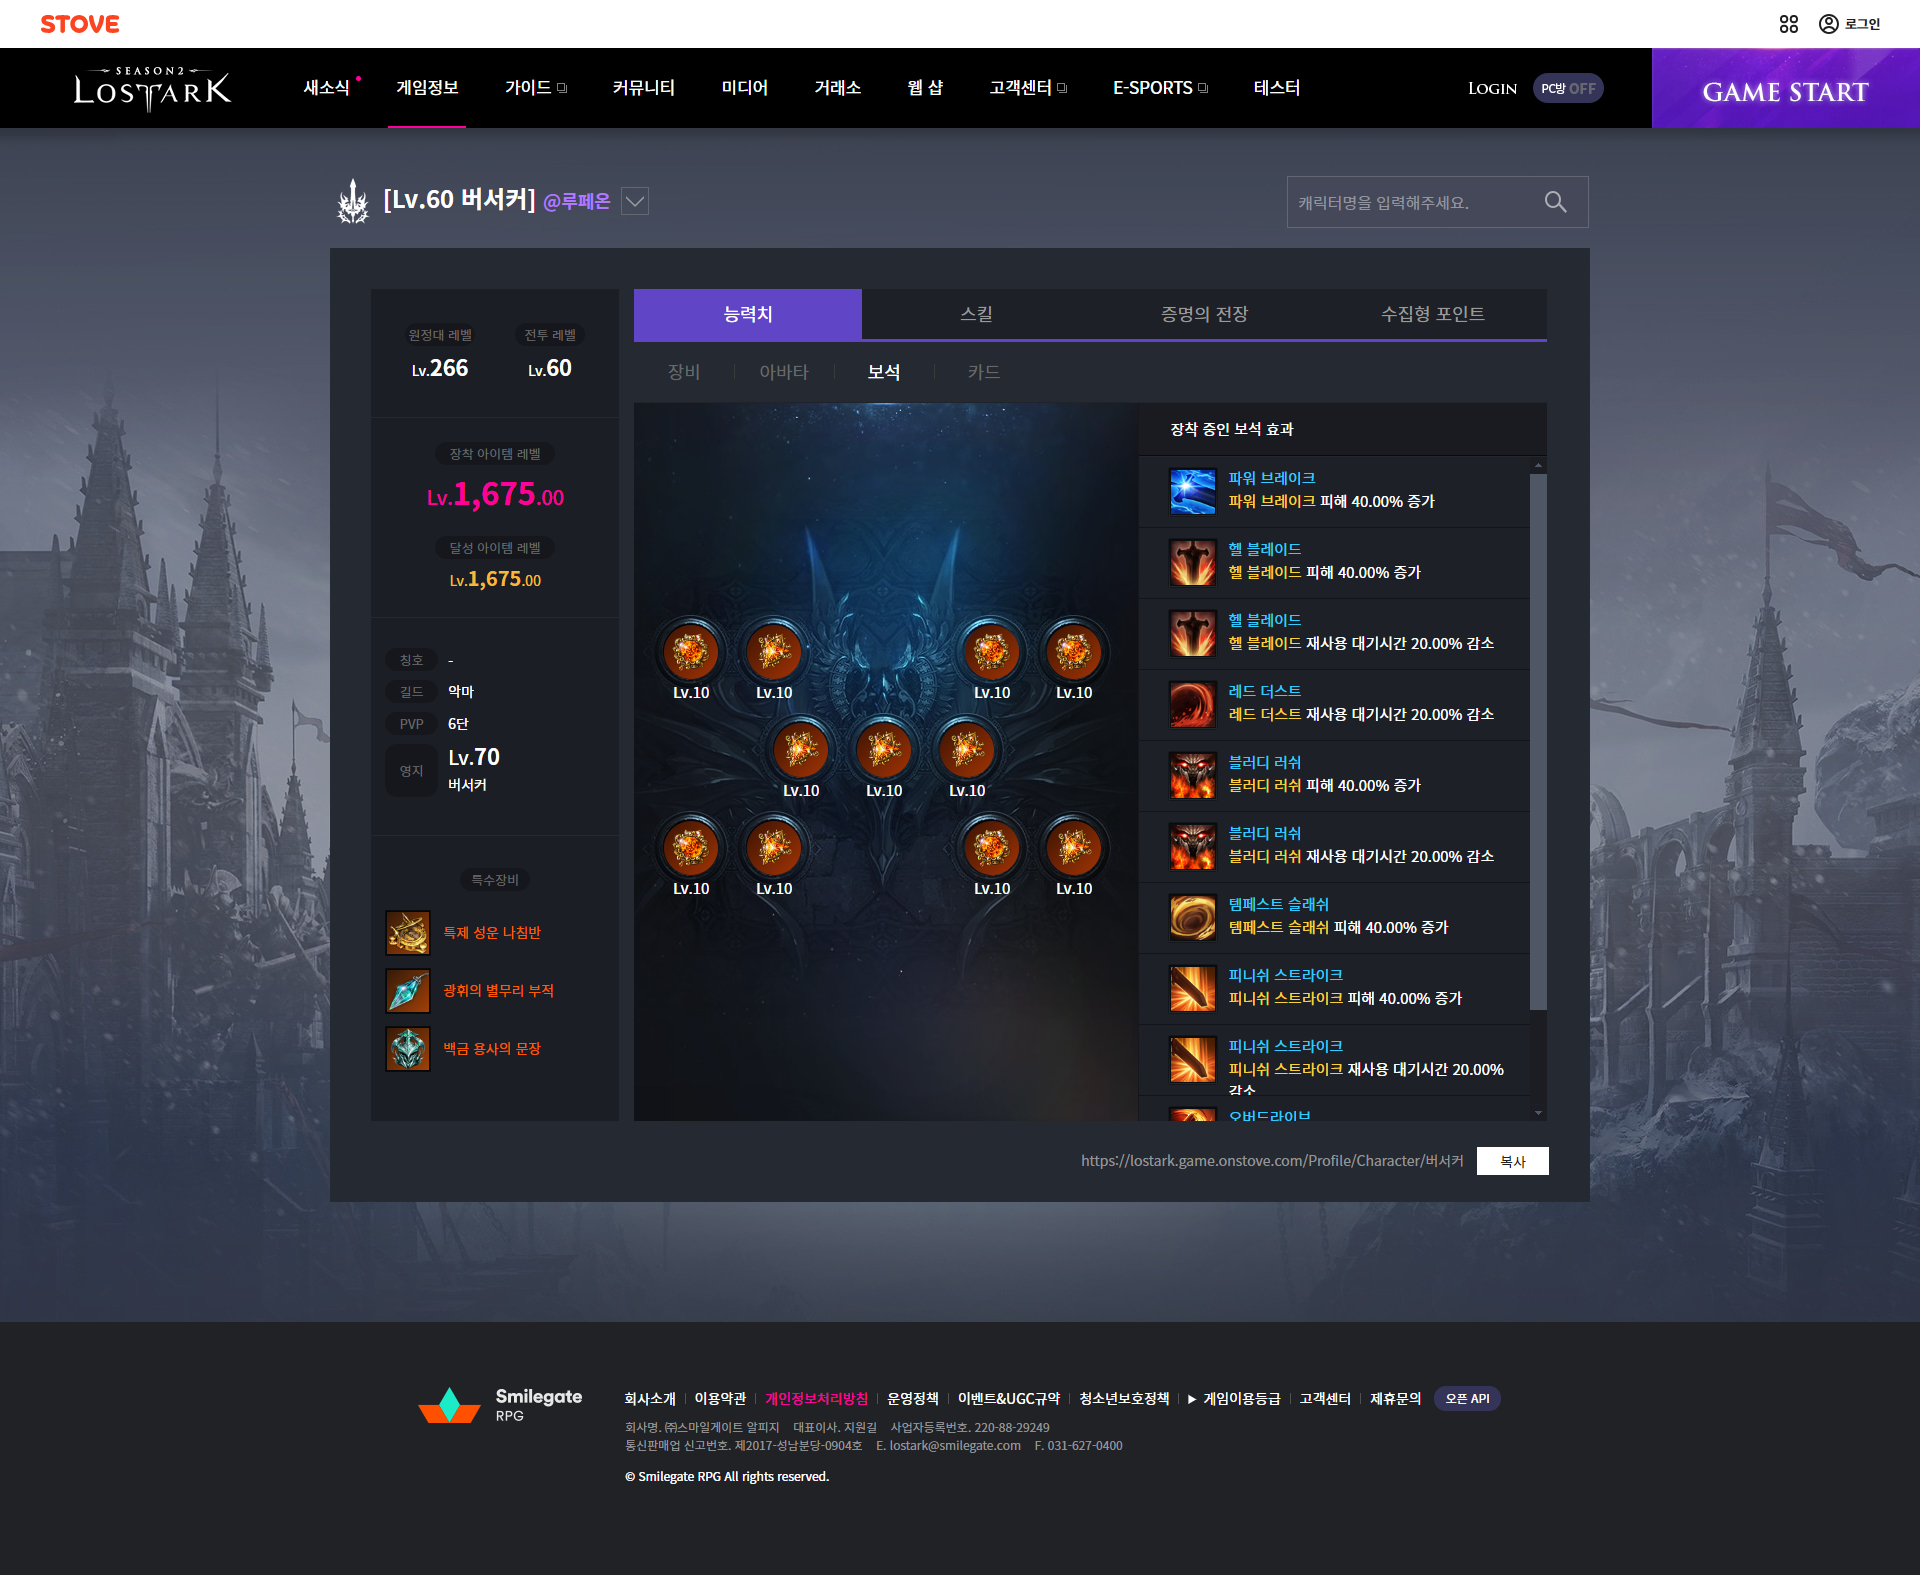 STOVE
로그인
SEASON2
LOSTARK
새소식 게임정보 가이드 커뮤니티 미디어 거래소 웹 샵 고객센터 E-SPORTS 테스터
LOGIN
PC방 OFF
GAME START
[Lv.60 버서커] @루페온
캐릭터명을 입력해주세요.
원정대 레벨
Lv.266
전투 레벨
Lv.60
장착 아이템 레벨
Lv.1,675.00
달성 아이템 레벨
Lv.1,675.00
칭호 -
길드 악마
PVP 6단
영지 Lv.70
버서커
특수장비
특제 성운 나침반
광휘의 별무리 부적
백금 용사의 문장
능력치 스킬 증명의 전장 수집형 포인트
장비 아바타 보석 카드
Lv.10 Lv.10 Lv.10 Lv.10
Lv.10 Lv.10 Lv.10
Lv.10 Lv.10 Lv.10 Lv.10
장착 중인 보석 효과
파워 브레이크
파워 브레이크 피해 40.00% 증가
헬 블레이드
헬 블레이드 피해 40.00% 증가
헬 블레이드
헬 블레이드 재사용 대기시간 20.00% 감소
레드 더스트
레드 더스트 재사용 대기시간 20.00% 감소
블러디 러쉬
블러디 러쉬 피해 40.00% 증가
블러디 러쉬
블러디 러쉬 재사용 대기시간 20.00% 감소
템페스트 슬래쉬
템페스트 슬래쉬 피해 40.00% 증가
피니쉬 스트라이크
피니쉬 스트라이크 피해 40.00% 증가
피니쉬 스트라이크
피니쉬 스트라이크 재사용 대기시간 20.00%
감소
오버드라이브
https://lostark.game.onstove.com/Profile/Character/버서커
복사
Smilegate
RPG
회사소개 이용약관 개인정보처리방침 운영정책 이벤트&UGC규약 청소년보호정책 ▶ 게임이용등급 고객센터 제휴문의 오픈 API
회사명. ㈜스마일게이트 알피지 대표이사. 지원길 사업자등록번호. 220-88-29249
통신판매업 신고번호. 제2017-성남분당-0904호 E. lostark@smilegate.com F. 031-627-0400
© Smilegate RPG All rights reserved.